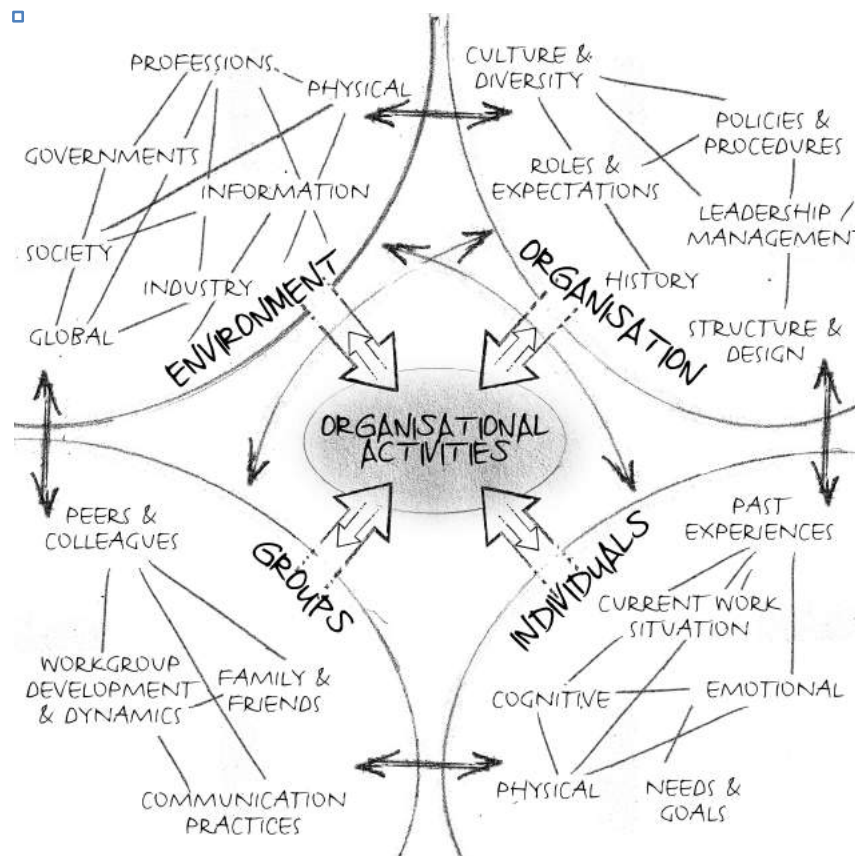 PROFESSIONS
PHYSICAL
GOVERNMENTS
INFORMATION
SOCIETY
INDUSTRY
GLOBAL
ENVIRONMENT
CULTURE &
DIVERSITY
POLICIES &
PROCEDURES
ROLES &
EXPECTATIONS
LEADERSHIP /
MANAGEMENT
HISTORY
STRUCTURE &
DESIGN
ORGANISATION
ORGANISATIONAL
ACTIVITIES
PEERS &
COLLEAGUES
GROUPS
WORKGROUP
DEVELOPMENT
& DYNAMICS
FAMILY &
FRIENDS
COMMUNICATION
PRACTICES
INDIVIDUALS
PAST
EXPERIENCES
CURRENT WORK
SITUATION
COGNITIVE
EMOTIONAL
PHYSICAL
NEEDS &
GOALS